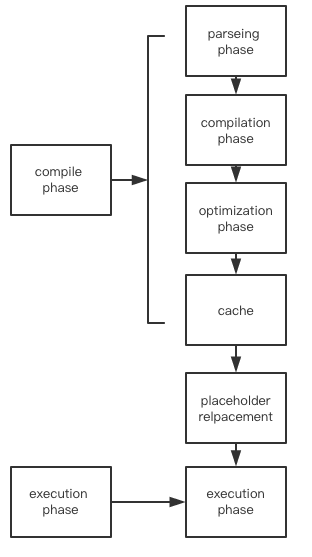 parseing
phase
compilation
phase
compile
phase
optimization
phase
cache
placeholder
relpacement
execution
phase
execution
phase